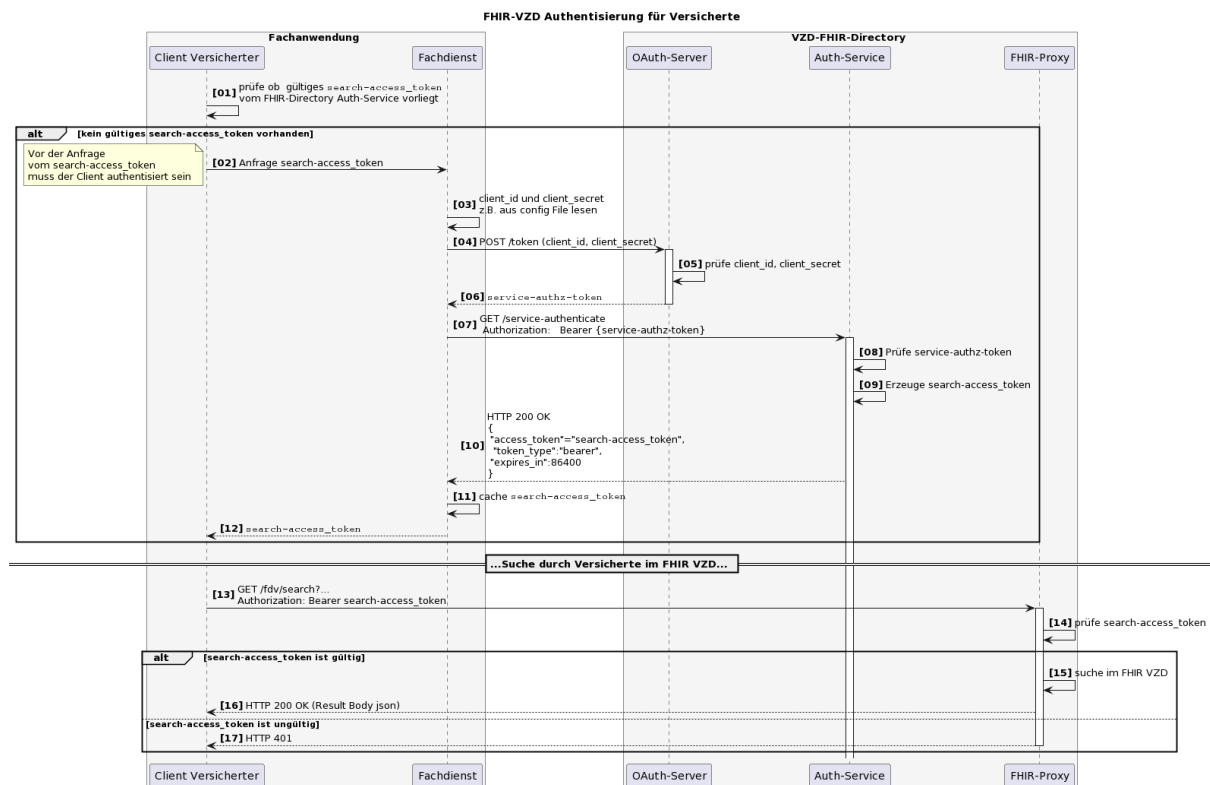 FHIR-VZD Authentisierung für Versicherte
Fachanwendung
VZD-FHIR-Directory
Client Versicherter
Fachdienst
OAuth-Server
Auth-Service
FHIR-Proxy
[01] prüfe ob  gültiges search-access_token
vom FHIR-Directory Auth-Service vorliegt
alt [kein gültiges search-access_token vorhanden]
Vor der Anfrage
vom search-access_token
muss der Client authentisiert sein
[02] Anfrage search-access_token
[03] client_id und client_secret
z.B. aus config File lesen
[04] POST /token (client_id, client_secret)
[05] prüfe client_id, client_secret
[06] service-authz-token
[07] GET /service-authenticate
Authorization:   Bearer {service-authz-token}
[08] Prüfe service-authz-token
[09] Erzeuge search-access_token
HTTP 200 OK
{
"access_token"="search-access_token",
[10] "token_type":"bearer",
"expires_in":86400
}
[11] cache search-access_token
[12] search-access_token
...Suche durch Versicherte im FHIR VZD...
[13] GET /fdv/search?...
Authorization: Bearer search-access_token
[14] prüfe search-access_token
alt [search-access_token ist gültig]
[15] suche im FHIR VZD
[16] HTTP 200 OK (Result Body json)
[search-access_token ist ungültig]
[17] HTTP 401
Client Versicherter
Fachdienst
OAuth-Server
Auth-Service
FHIR-Proxy